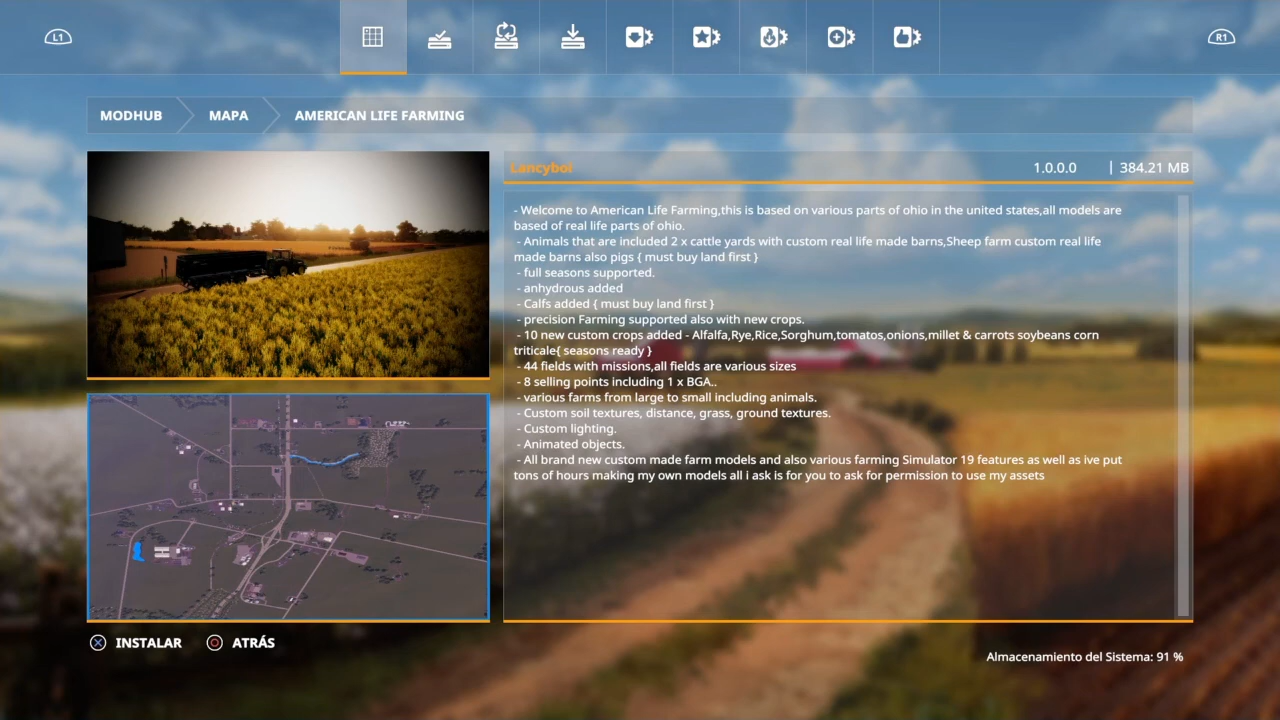 L1
R1
MODHUB
MAPA
AMERICAN LIFE FARMING
Lancyboi
1.0.0.0 | 384.21 MB
- Welcome to American Life Farming,this is based on various parts of ohio in the united states,all models are
based of real life parts of ohio.
- Animals that are included 2 x cattle yards with custom real life made barns,Sheep farm custom real life
made barns also pigs { must buy land first }
- full seasons supported.
- anhydrous added
- Calfs added { must buy land first }
- precision Farming supported also with new crops.
- 10 new custom crops added - Alfalfa,Rye,Rice,Sorghum,tomatos,onions,millet & carrots soybeans corn
triticale{ seasons ready }
- 44 fields with missions,all fields are various sizes
- 8 selling points including 1 x BGA..
- various farms from large to small including animals.
- Custom soil textures, distance, grass, ground textures.
- Custom lighting.
- Animated objects.
- All brand new custom made farm models and also various farming Simulator 19 features as well as ive put
tons of hours making my own models all i ask is for you to ask for permission to use my assets
INSTALAR
ATRÁS
Almacenamiento del Sistema: 91 %